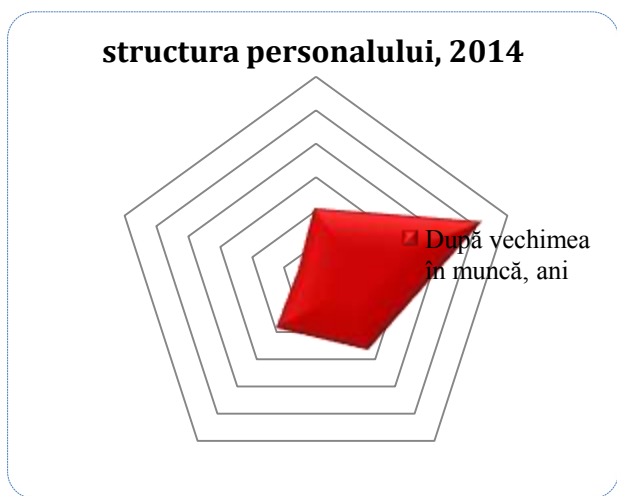 structura personalului, 2014
După vechimea
în muncă, ani